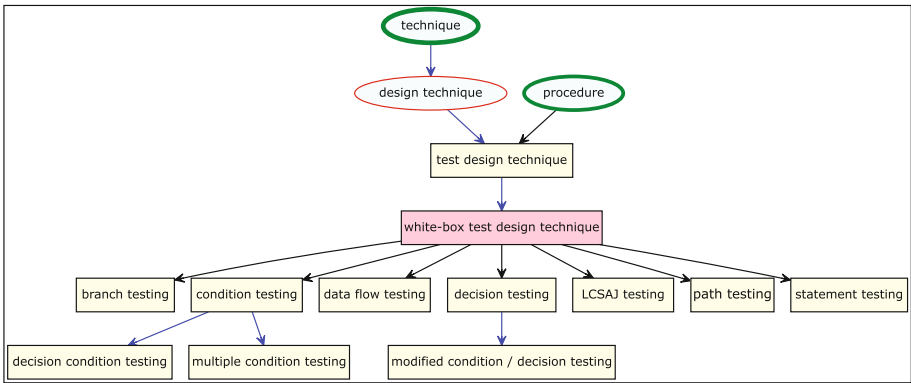 technique
design technique
procedure
test design technique
white-box test design technique
branch testing
condition testing
data flow testing
decision testing
LCSAJ testing
path testing
statement testing
decision condition testing
multiple condition testing
modified condition / decision testing